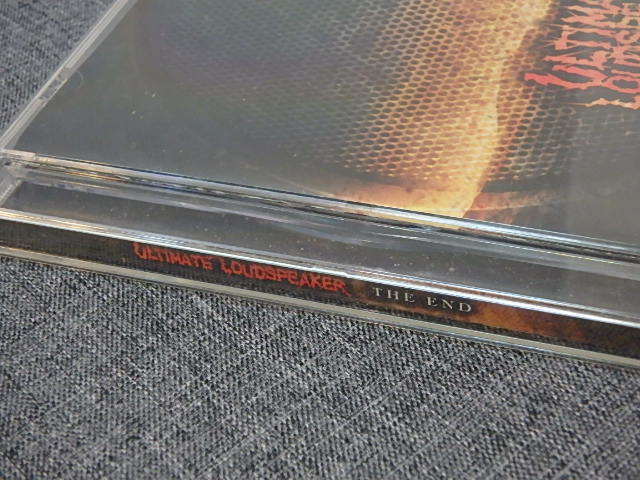 ULTIMATE LOUDSPEAKER THE END